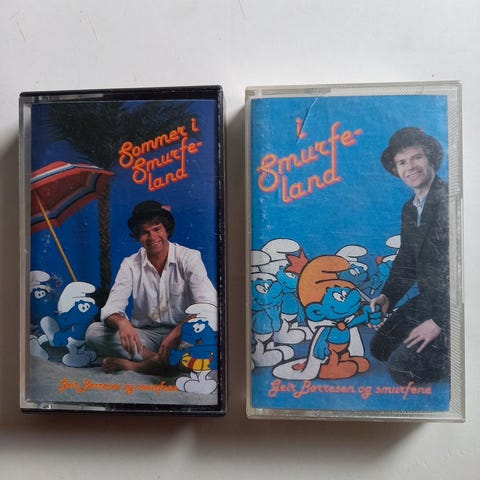 Sommer i
Smurfe-
land
Geir Børresen og smurfene
i
Smurfe-
land
Geir Børresen og smurfene